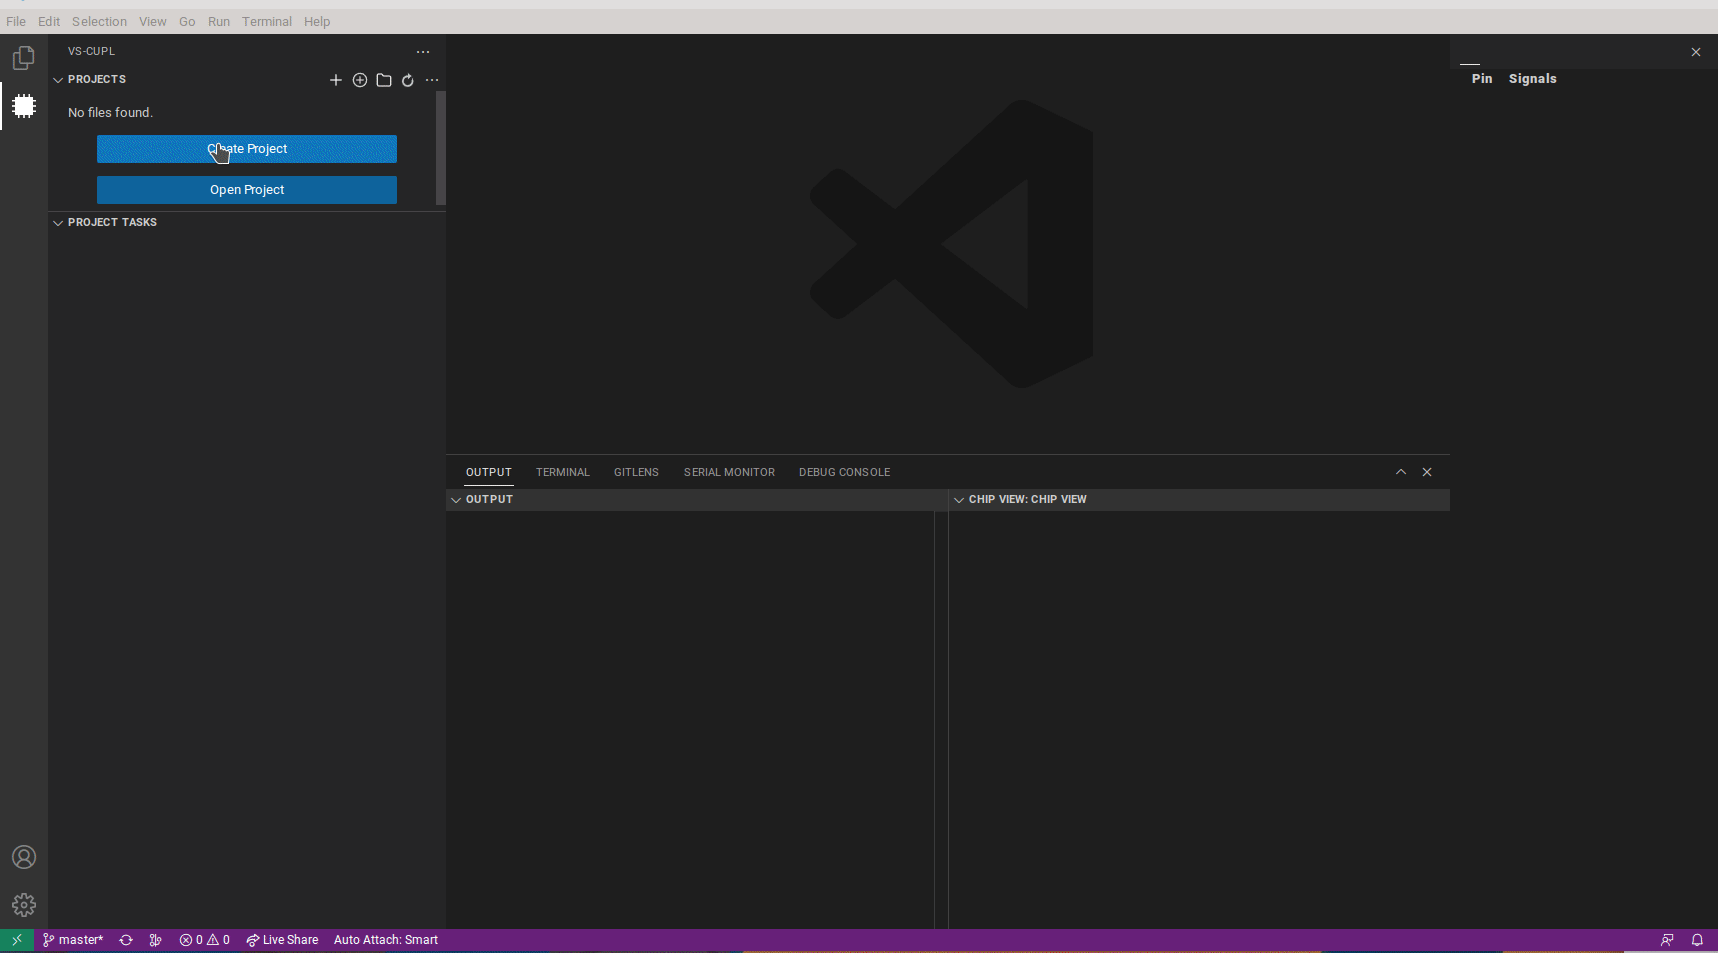 File Edit Selection View Go Run Terminal Help
VS-CUPL
PROJECTS
No files found.
Create Project
Open Project
PROJECT TASKS
Pin Signals
OUTPUT TERMINAL GITLENS SERIAL MONITOR DEBUG CONSOLE
OUTPUT
CHIP VIEW: CHIP VIEW
master* 0 0 Live Share Auto Attach: Smart